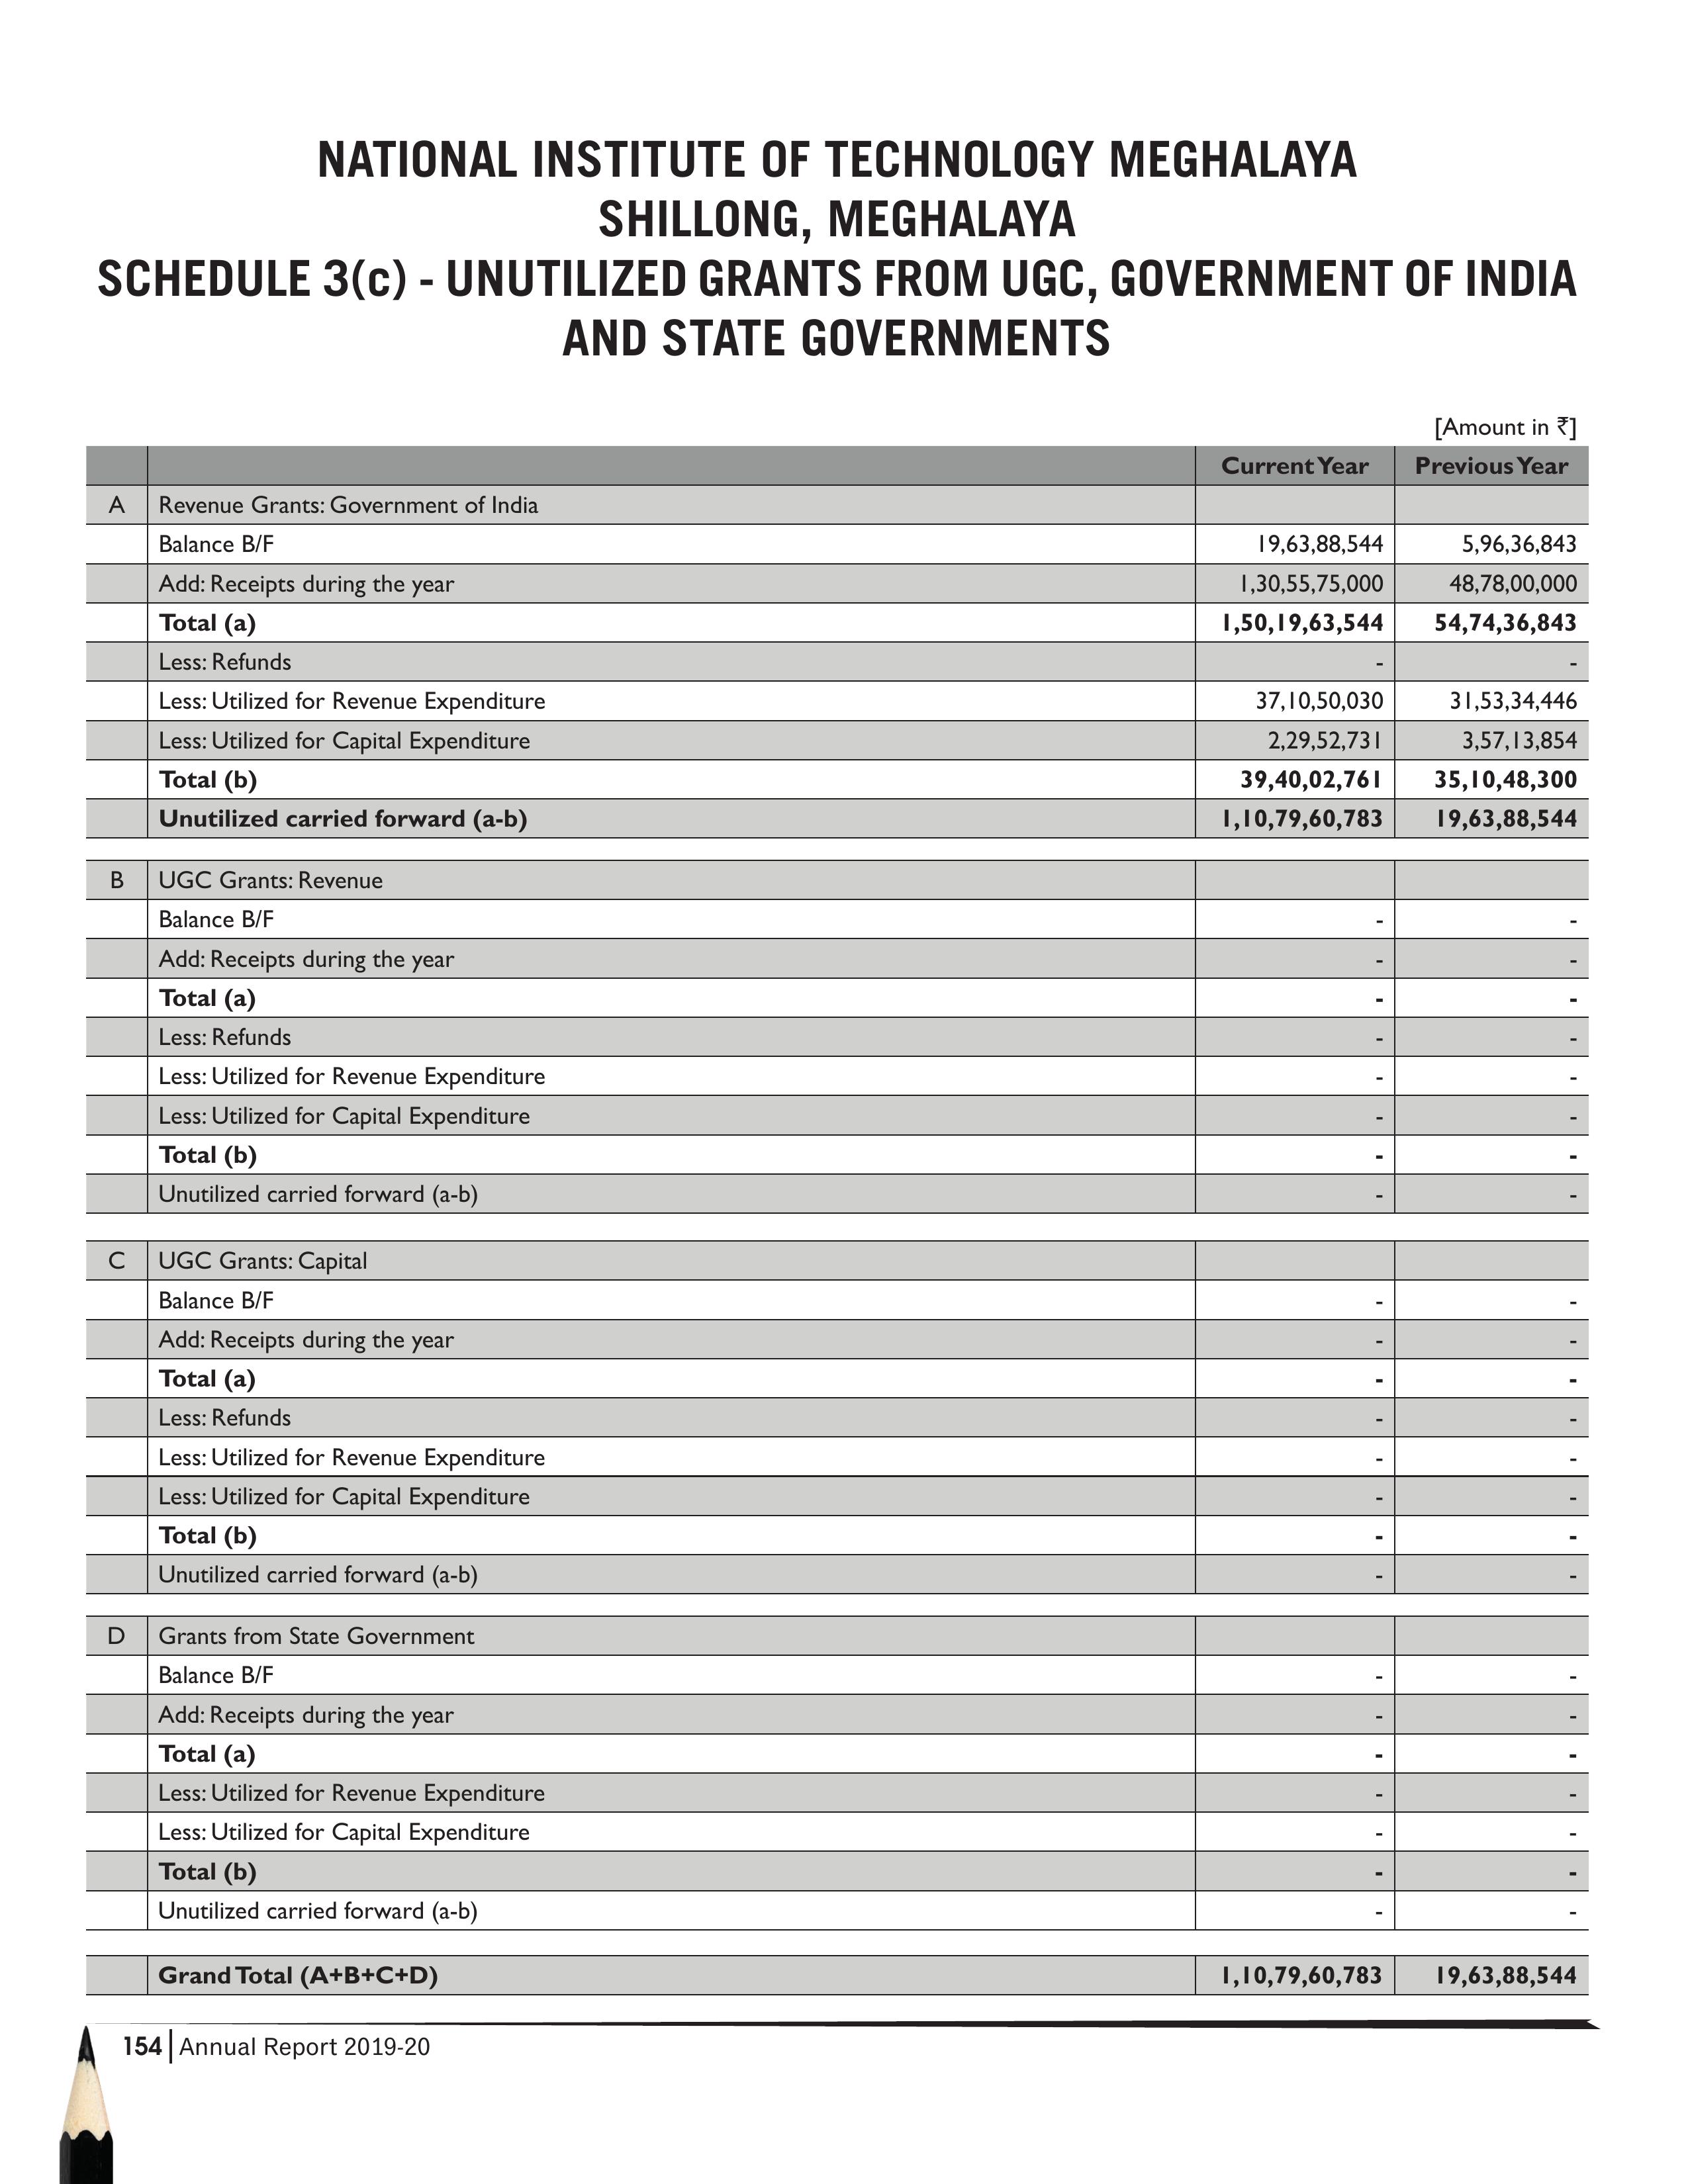 NATIONAL INSTITUTE OF TECHNOLOGY MEGHALAYA
SHILLONG, MEGHALAYA
SCHEDULE 3(c) - UNUTILIZED GRANTS FROM UGC, GOVERNMENT OF INDIA
AND STATE GOVERNMENTS
[Amount in ₹]
Current Year Previous Year
A Revenue Grants: Government of India
Balance B/F 19,63,88,544 5,96,36,843
Add: Receipts during the year 1,30,55,75,000 48,78,00,000
Total (a) 1,50,19,63,544 54,74,36,843
Less: Refunds - -
Less: Utilized for Revenue Expenditure 37,10,50,030 31,53,34,446
Less: Utilized for Capital Expenditure 2,29,52,731 3,57,13,854
Total (b) 39,40,02,761 35,10,48,300
Unutilized carried forward (a-b) 1,10,79,60,783 19,63,88,544
B UGC Grants: Revenue
Balance B/F - -
Add: Receipts during the year - -
Total (a) - -
Less: Refunds - -
Less: Utilized for Revenue Expenditure - -
Less: Utilized for Capital Expenditure - -
Total (b) - -
Unutilized carried forward (a-b) - -
C UGC Grants: Capital
Balance B/F - -
Add: Receipts during the year - -
Total (a) - -
Less: Refunds - -
Less: Utilized for Revenue Expenditure - -
Less: Utilized for Capital Expenditure - -
Total (b) - -
Unutilized carried forward (a-b) - -
D Grants from State Government
Balance B/F - -
Add: Receipts during the year - -
Total (a) - -
Less: Utilized for Revenue Expenditure - -
Less: Utilized for Capital Expenditure - -
Total (b) - -
Unutilized carried forward (a-b) - -
Grand Total (A+B+C+D) 1,10,79,60,783 19,63,88,544
154 Annual Report 2019-20